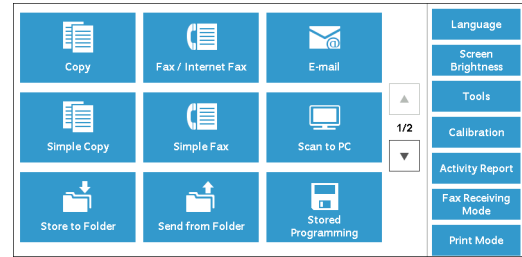 Copy
Fax / Internet Fax
E-mail
Simple Copy
Simple Fax
Scan to PC
Store to Folder
Send from Folder
Stored
Programming
1/2
Language
Screen
Brightness
Tools
Calibration
Activity Report
Fax Receiving
Mode
Print Mode